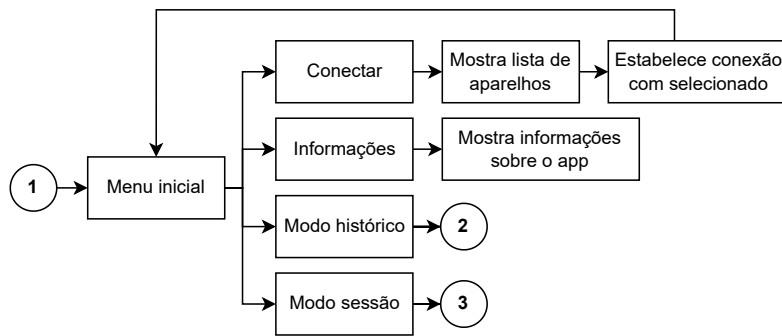 Conectar
Mostra lista de
aparelhos
Estabelece conexão
com selecionado
Informações
Mostra informações
sobre o app
1
Menu inicial
Modo histórico
2
Modo sessão
3